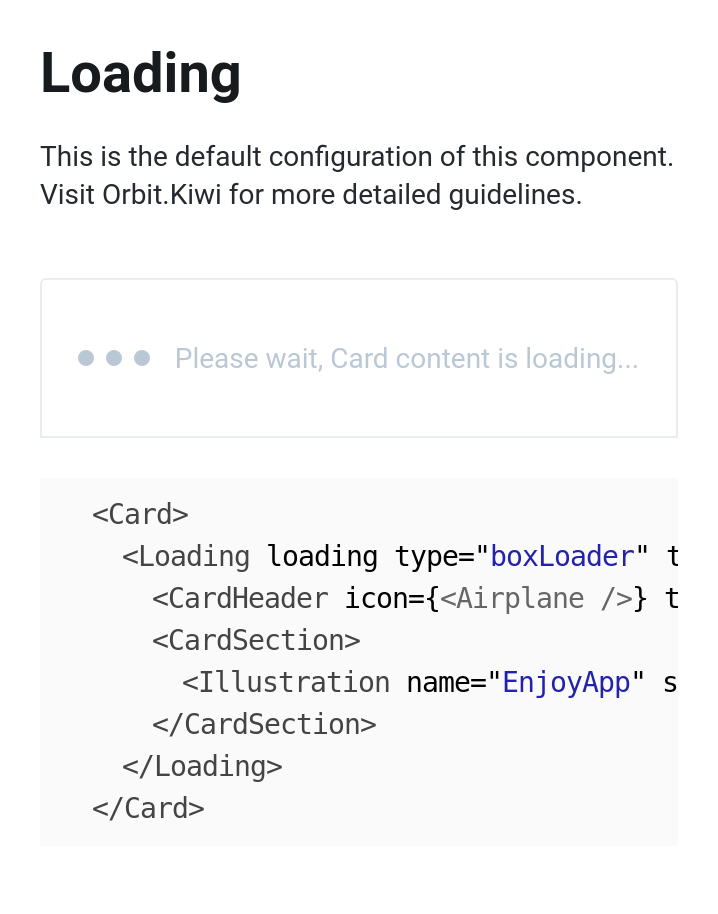 Loading
This is the default configuration of this component.
Visit Orbit.Kiwi for more detailed guidelines.
Please wait, Card content is loading...
<Card>
<Loading loading type="boxLoader" t
<CardHeader icon={<Airplane />} t
<CardSection>
<Illustration name="EnjoyApp" s
</CardSection>
</Loading>
</Card>